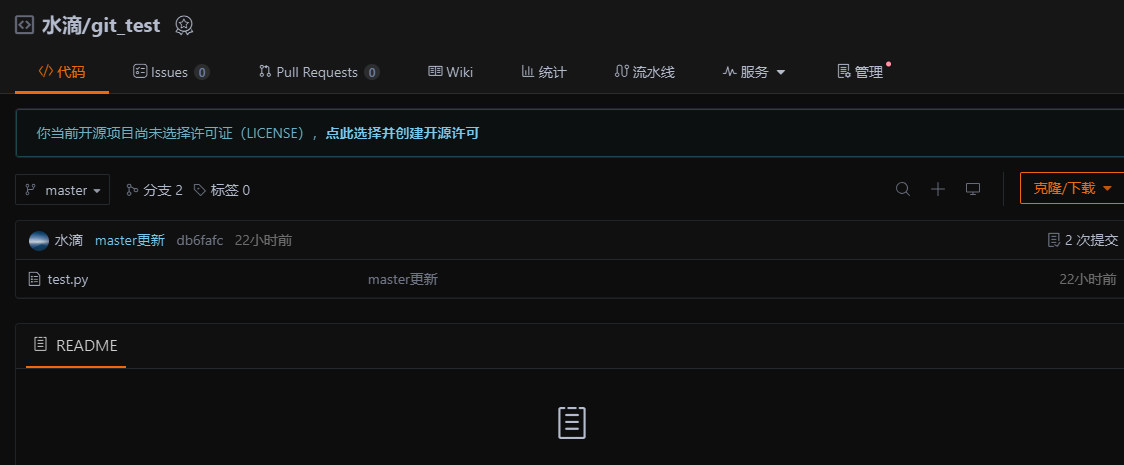 水滴/git_test
代码 Issues 0 Pull Requests 0 Wiki 统计 流水线 服务 管理
你当前开源项目尚未选择许可证（LICENSE），点此选择并创建开源许可
master 分支 2 标签 0 克隆/下载
水滴 master更新 db6fafc 22小时前 2 次提交
test.py master更新 22小时前
README